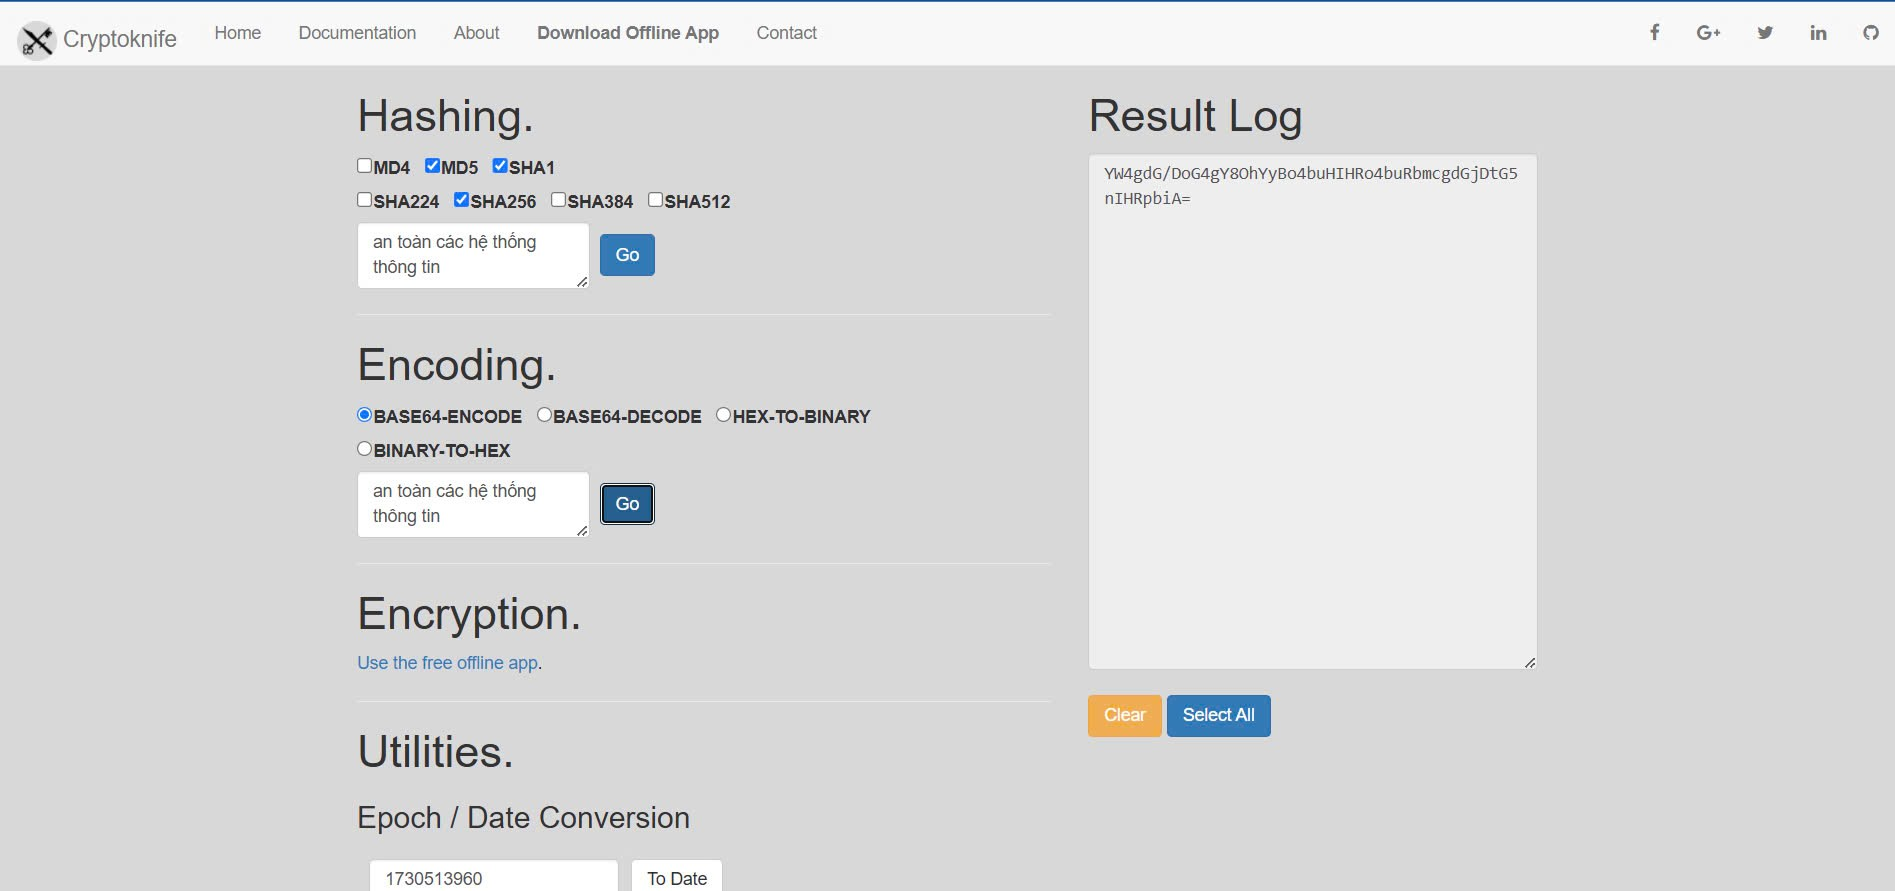 Cryptoknife Home Documentation About Download Offline App Contact
Hashing.
MD4 MD5 SHA1
SHA224 SHA256 SHA384 SHA512
an toàn các hệ thống
thông tin
Go
Encoding.
BASE64-ENCODE BASE64-DECODE HEX-TO-BINARY
BINARY-TO-HEX
an toàn các hệ thống
thông tin
Go
Encryption.
Use the free offline app.
Utilities.
Epoch / Date Conversion
1730513960 To Date
Result Log
YW4gdG/DoG4gY8OhYyBo4buHIHRo4buRbmcgdGjDtG5
nIHRpbiA=
Clear Select All